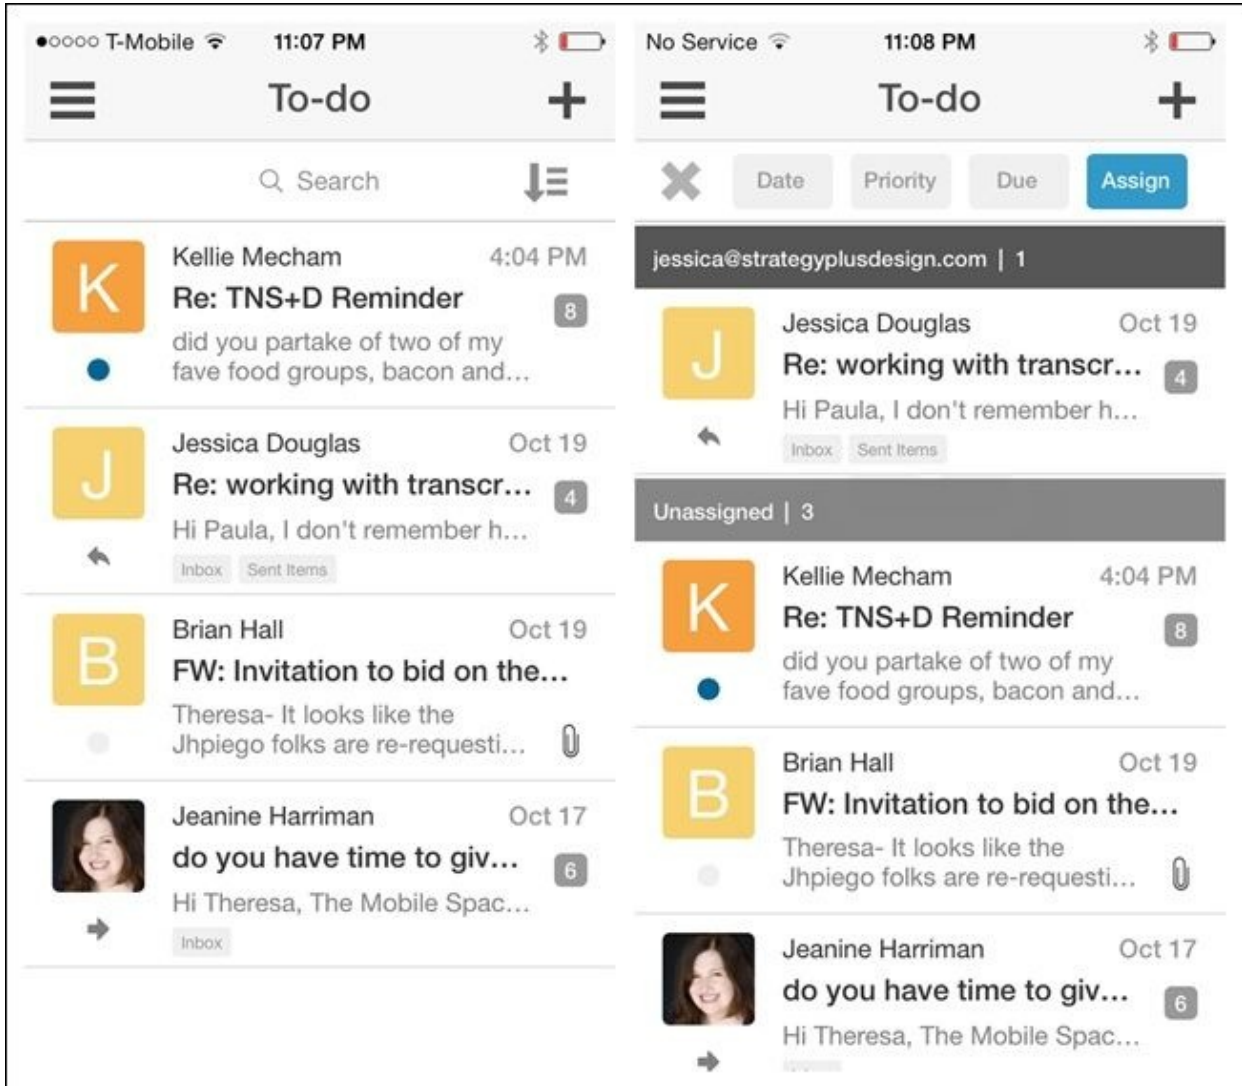 T-Mobile 11:07 PM
To-do
Search
K
Kellie Mecham 4:04 PM
Re: TNS+D Reminder
8
did you partake of two of my
fave food groups, bacon and...
J
Jessica Douglas Oct 19
Re: working with transcr...
4
Hi Paula, I don't remember h...
Inbox Sent Items
B
Brian Hall Oct 19
FW: Invitation to bid on the...
Theresa- It looks like the
Jhpiego folks are re-requesti...
Jeanine Harriman Oct 17
do you have time to giv...
6
Hi Theresa, The Mobile Spac...
Inbox
No Service 11:08 PM
To-do
Date Priority Due Assign
jessica@strategyplusdesign.com | 1
J
Jessica Douglas Oct 19
Re: working with transcr...
4
Hi Paula, I don't remember h...
Inbox Sent Items
Unassigned | 3
K
Kellie Mecham 4:04 PM
Re: TNS+D Reminder
8
did you partake of two of my
fave food groups, bacon and...
B
Brian Hall Oct 19
FW: Invitation to bid on the...
Theresa- It looks like the
Jhpiego folks are re-requesti...
Jeanine Harriman Oct 17
do you have time to giv...
6
Hi Theresa, The Mobile Spac...